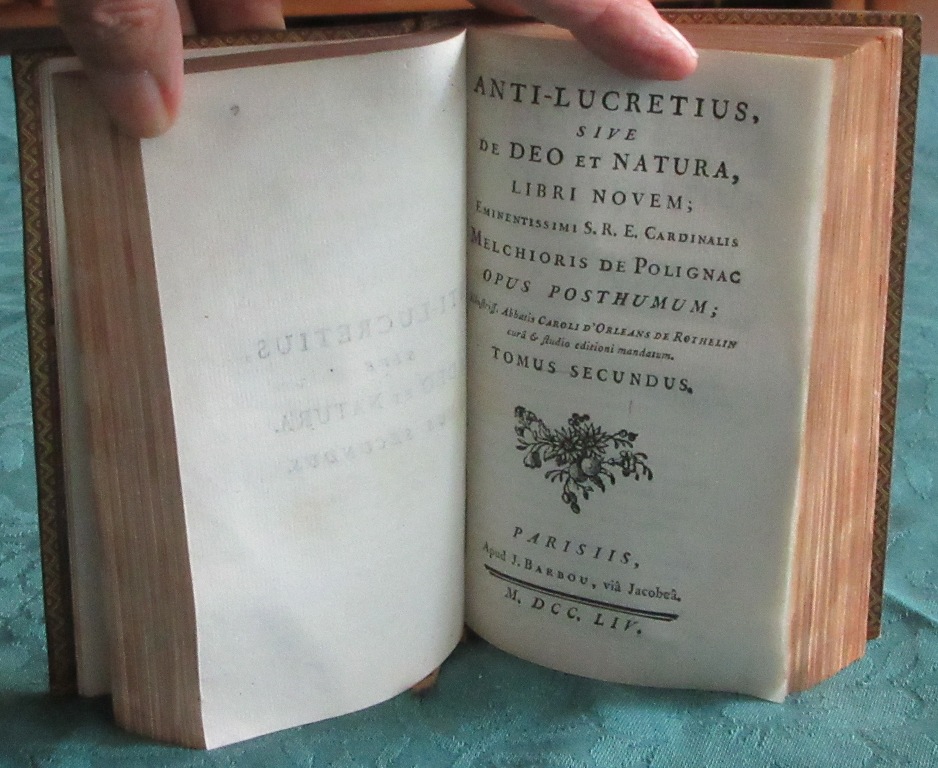 ANTI-LUCRETIUS,
SIVE
DE DEO ET NATURA,
LIBRI NOVEM;
EMINENTISSIMI S. R. E. CARDINALIS
MELCHIORIS DE POLIGNAC
OPUS POSTHUMUM;
Abbatis CAROLI D'ORLEANS DE ROTHELIN
curâ & studio editioni mandatum.
TOMUS SECUNDUS.
PARISIIS,
Apud J. BARBOU, viâ Jacobæâ.
M. DCC. LIV.